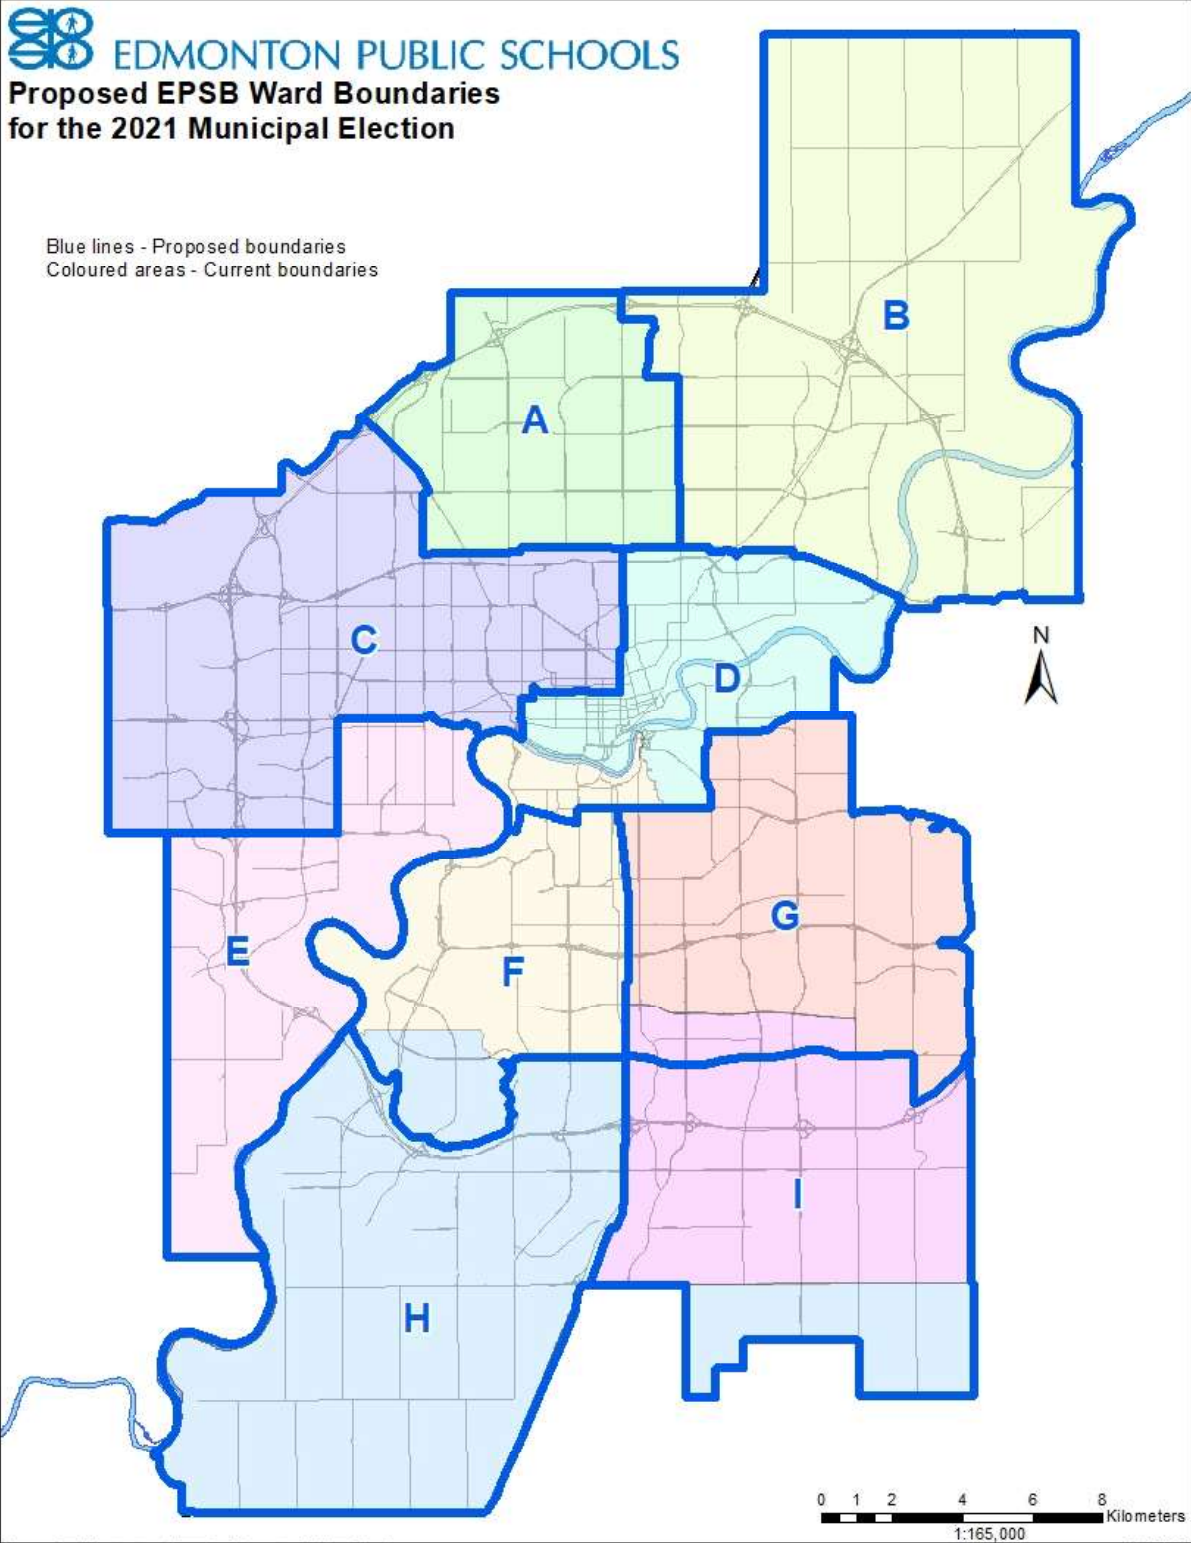 EDMONTON PUBLIC SCHOOLS
Proposed EPSB Ward Boundaries
for the 2021 Municipal Election
Blue lines - Proposed boundaries
Coloured areas - Current boundaries
B
A
C
N
D
G
E
F
I
H
0 1 2 4 6 8
Kilometers
1:165,000